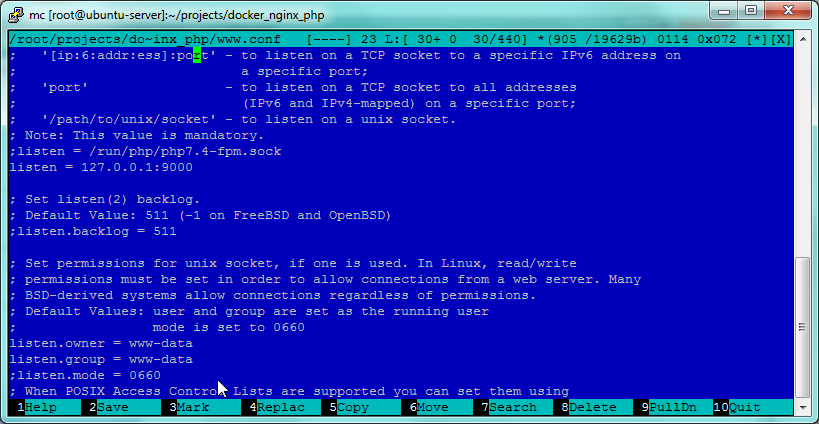 mc [root@ubuntu-server]:~/projects/docker_nginx_php
/root/projects/do~inx_php/www.conf [----] 23 L:[ 30+ 0 30/440] *(905 /19629b) 0114 0x072 [*][X]
; '[ip:6:addr:ess]:port' - to listen on a TCP socket to a specific IPv6 address on
; a specific port;
; 'port' - to listen on a TCP socket to all addresses
; (IPv6 and IPv4-mapped) on a specific port;
; '/path/to/unix/socket' - to listen on a unix socket.
; Note: This value is mandatory.
;listen = /run/php/php7.4-fpm.sock
listen = 127.0.0.1:9000
; Set listen(2) backlog.
; Default Value: 511 (-1 on FreeBSD and OpenBSD)
;listen.backlog = 511
; Set permissions for unix socket, if one is used. In Linux, read/write
; permissions must be set in order to allow connections from a web server. Many
; BSD-derived systems allow connections regardless of permissions.
; Default Values: user and group are set as the running user
; mode is set to 0660
listen.owner = www-data
listen.group = www-data
;listen.mode = 0660
; When POSIX Access Control Lists are supported you can set them using
1Help 2Save 3Mark 4Replac 5Copy 6Move 7Search 8Delete 9PullDn 10Quit